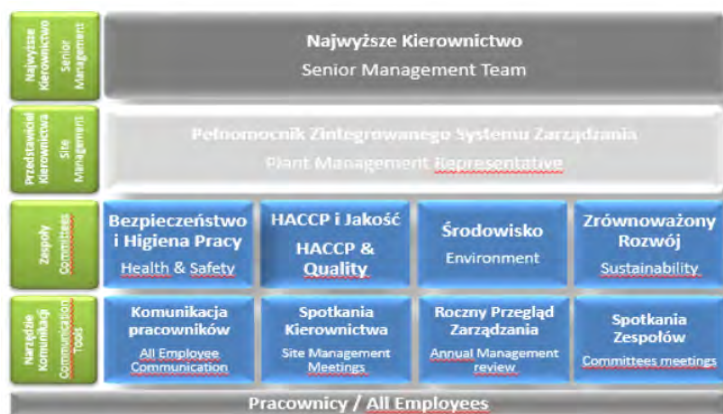 Najwyższe
Kierownictwo
Senior
Management
Najwyższe Kierownictwo
Senior Management Team
Przedstawiciel
Kierownictwa
Site
Management
Pełnomocnik Zintegrowanego Systemu Zarządzania
Plant Management Representative
Zespoły
Committees
Bezpieczeństwo
i Higiena Pracy
Health & Safety
HACCP i Jakość
HACCP &
Quality
Środowisko
Environment
Zrównoważony
Rozwój
Sustainability
Narzędzie
Komunikacji
Communication
Tools
Komunikacja
pracowników
All Employee
Communication
Spotkania
Kierownictwa
Site Management
Meetings
Roczny Przegląd
Zarządzania
Annual Management
review
Spotkania
Zespołów
Committees meetings
Pracownicy / All Employees